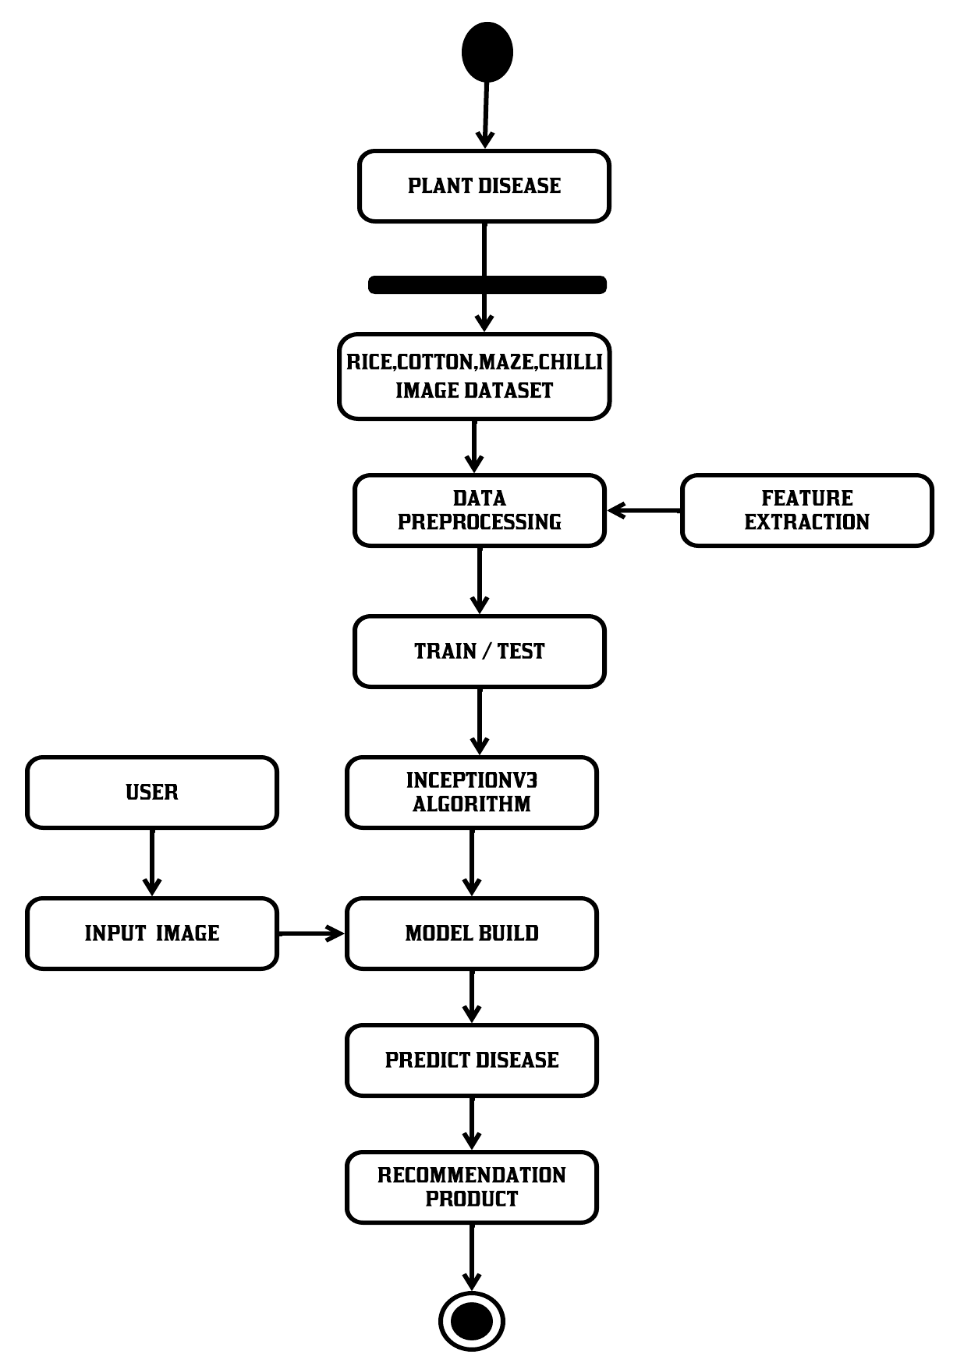 PLANT DISEASE
RICE,COTTON,MAZE,CHILLI
IMAGE DATASET
DATA
PREPROCESSING
FEATURE
EXTRACTION
TRAIN / TEST
USER
INCEPTIONV3
ALGORITHM
INPUT IMAGE
MODEL BUILD
PREDICT DISEASE
RECOMMENDATION
PRODUCT